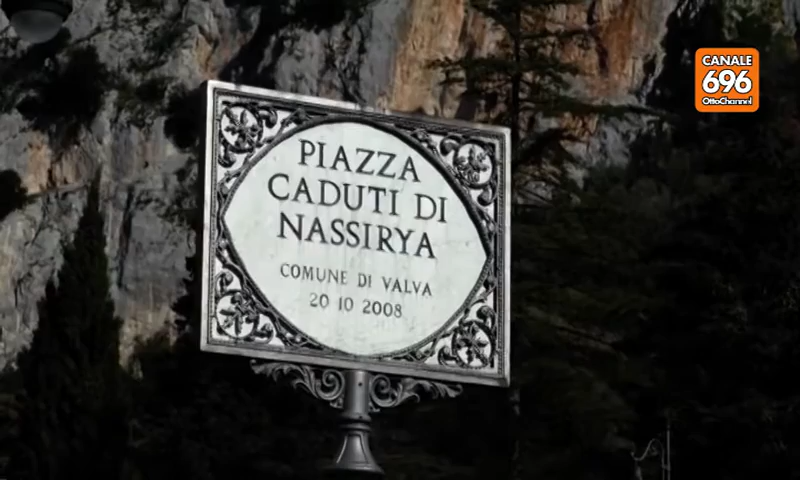 PIAZZA
CADUTI DI
NASSIRYA
COMUNE DI VALVA
20 10 2008
CANALE
696
OttoChannel